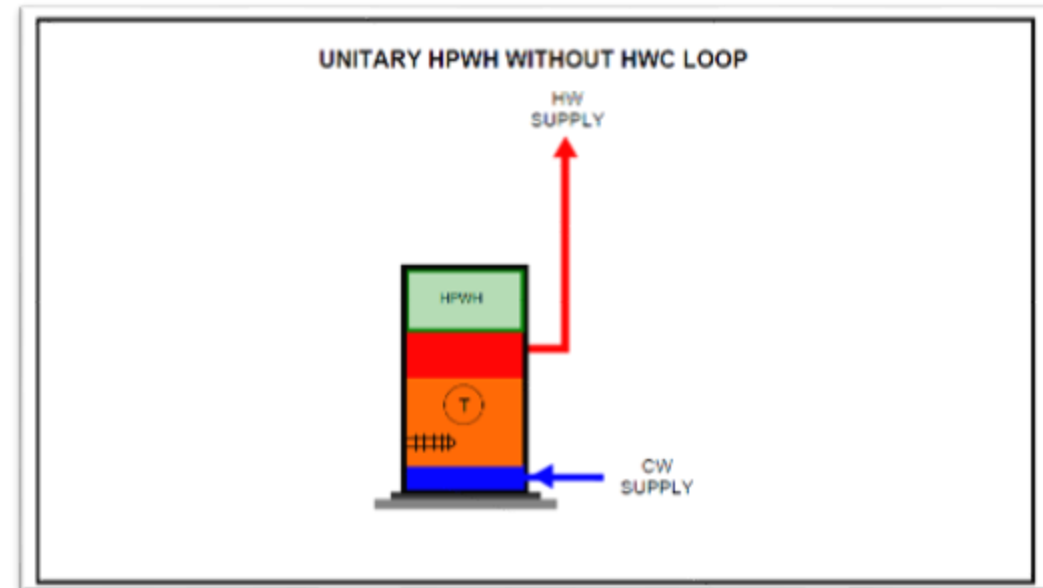 UNITARY HPWH WITHOUT HWC LOOP
HW
SUPPLY
HPWH
T
CW
SUPPLY